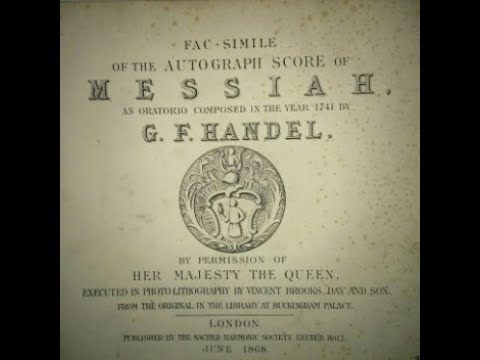 FAC-SIMILE
OF THE AUTOGRAPH SCORE OF
MESSIAH,
AN ORATORIO COMPOSED IN THE YEAR 1741 BY
G. F. HANDEL.
BY PERMISSION OF
HER MAJESTY THE QUEEN.
EXECUTED IN PHOTO-LITHOGRAPHY BY VINCENT BROOKS, DAY AND SON,
FROM THE ORIGINAL IN THE LIBRARY AT BUCKINGHAM PALACE.
LONDON.
PUBLISHED BY THE SACRED HARMONIC SOCIETY EXETER HALL.
JUNE 1868.